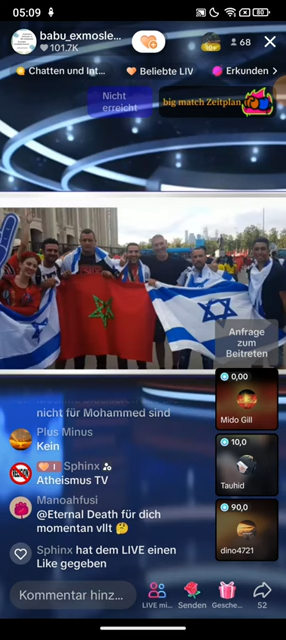 05:09
80
babu_exmosle...
101.7K
10+
68
Chatten und Int...
Beliebte LIV
Erkunden
Nicht
erreicht
big match Zeitplan,
Anfrage
zum
Beitreten
0,00
Mido Gill
10,0
Tauhid
90,0
dino4721
nicht für Mohammed sind
Plus Minus
Kein
1 Sphinx
Atheismus TV
Manoahfusi
@Eternal Death für dich
momentan vllt 🤔
Sphinx hat dem LIVE einen
Like gegeben
Kommentar hinz...
LIVE mi...
Senden
Gesche...
52